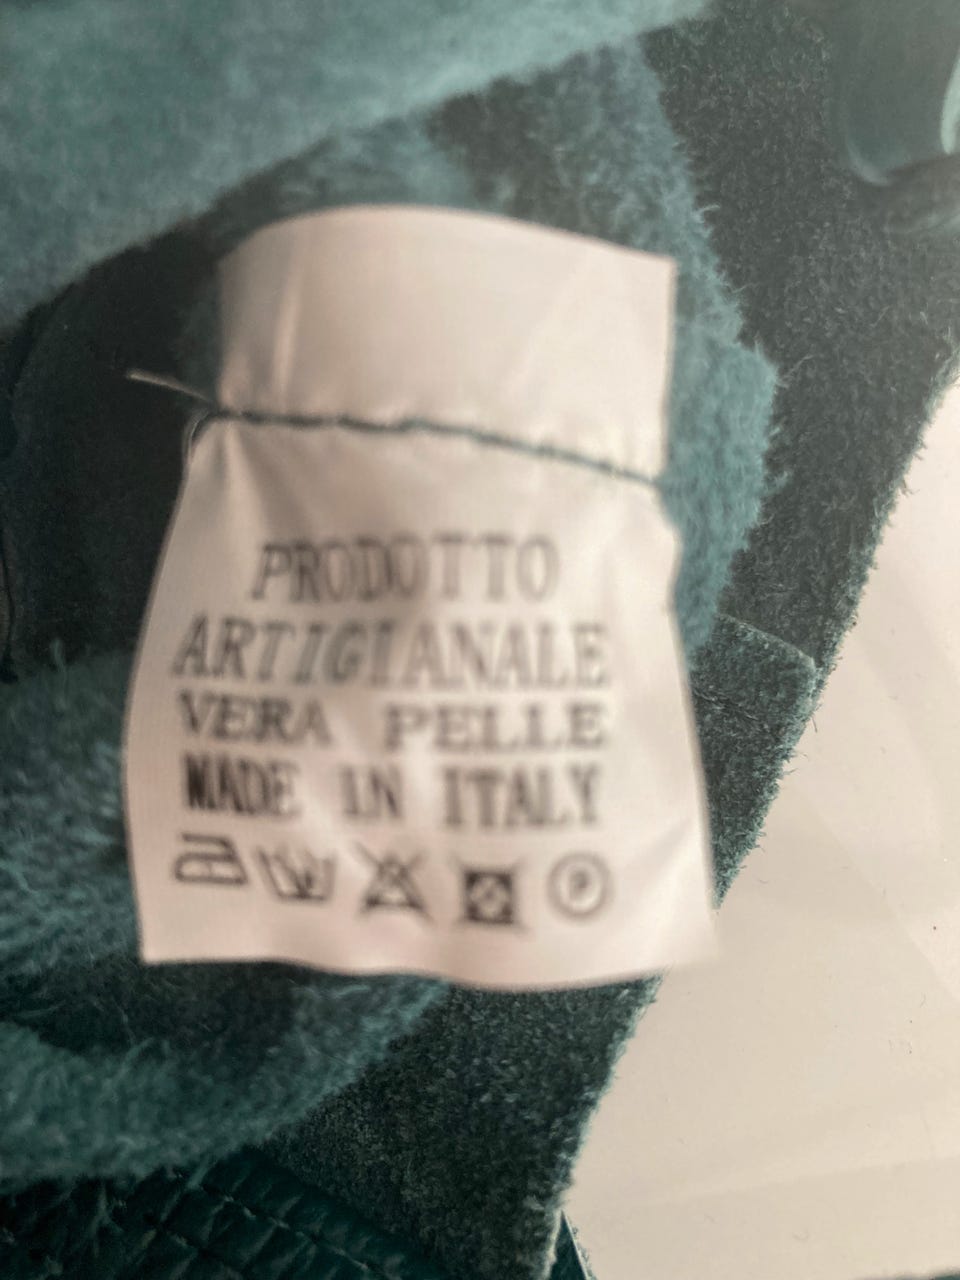 PRODOTTO
ARTIGIANALE
VERA PELLE
MADE IN ITALY
P